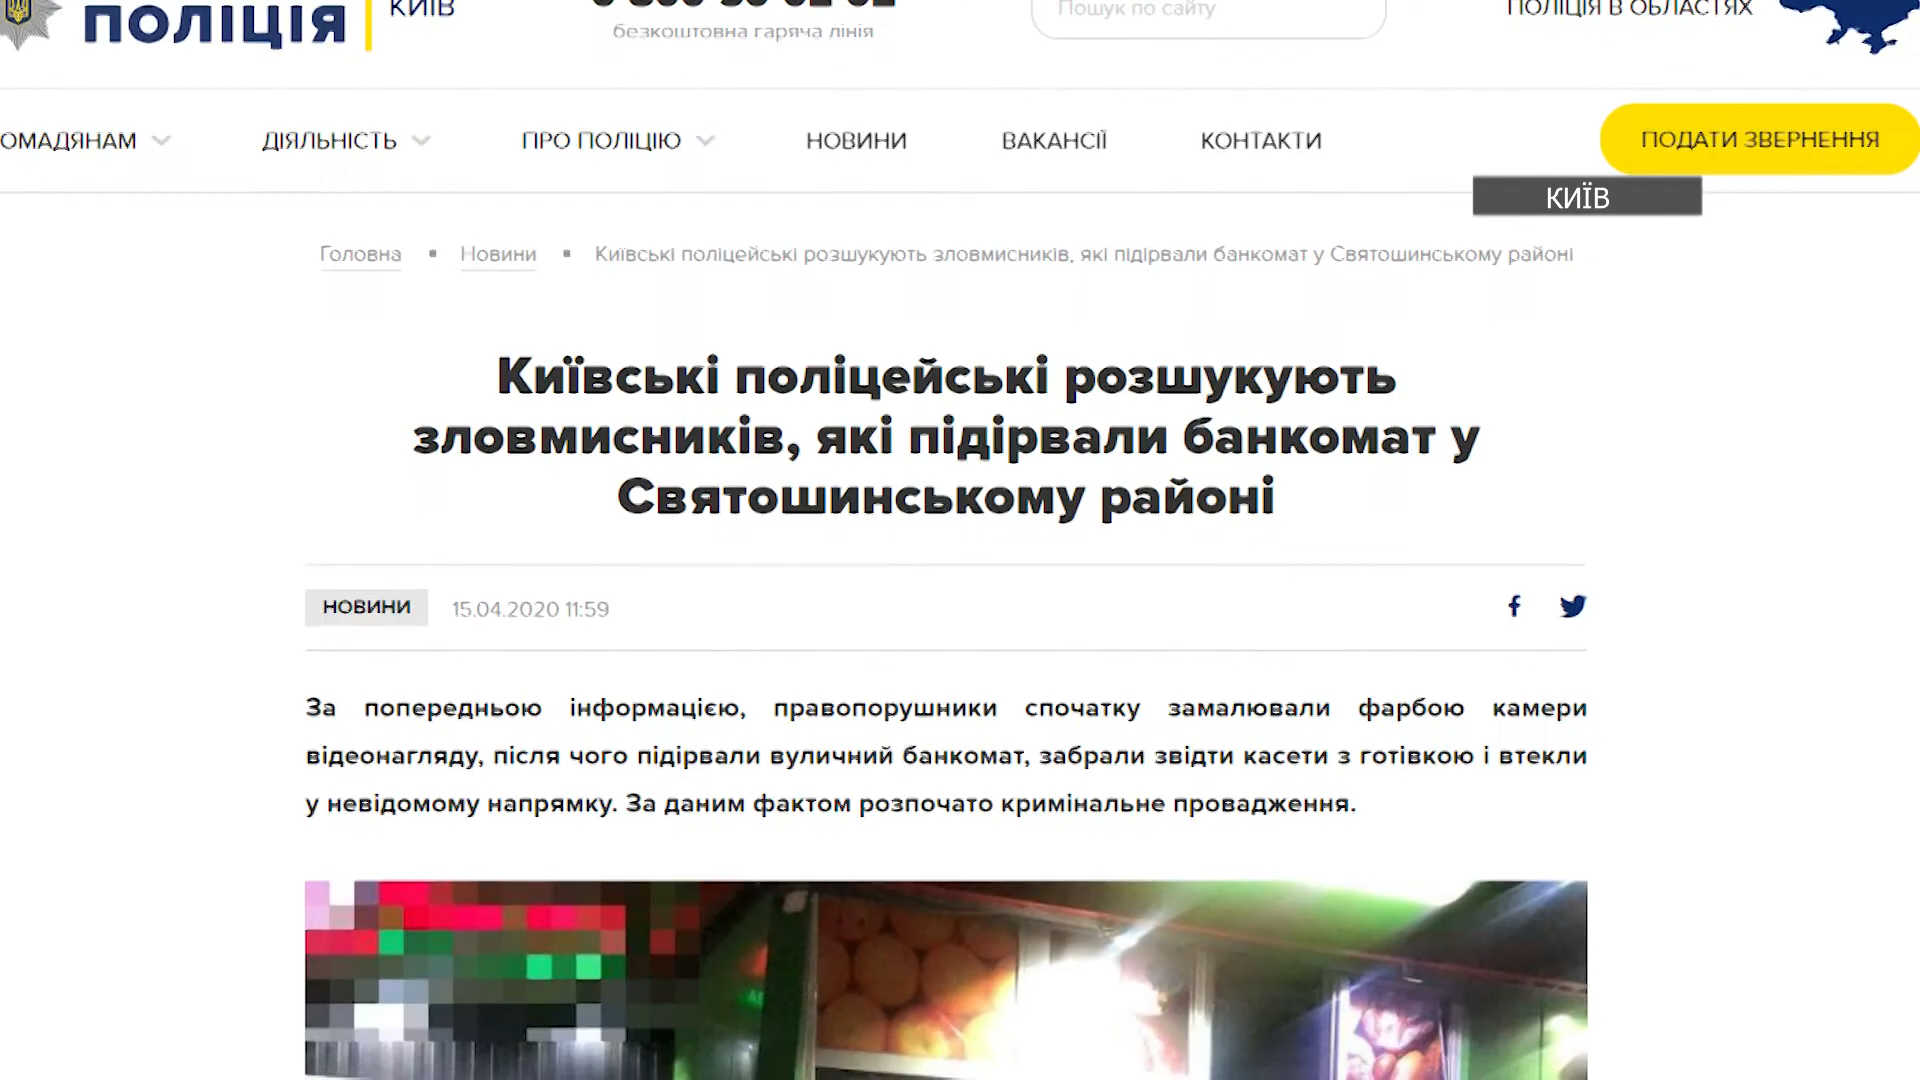 ПОЛІЦІЯ
КИЇВ
безкоштовна гаряча лінія
Пошук по сайту
ПОЛІЦІЯ В ОБЛАСТЯХ
ОМАДЯНАМ
ДІЯЛЬНІСТЬ
ПРО ПОЛІЦІЮ
НОВИНИ
ВАКАНСІЇ
КОНТАКТИ
ПОДАТИ ЗВЕРНЕННЯ
КИЇВ
Головна ▪ Новини ▪ Київські поліцейські розшукують зловмисників, які підірвали банкомат у Святошинському районі
Київські поліцейські розшукують
зловмисників, які підірвали банкомат у
Святошинському районі
НОВИНИ
15.04.2020 11:59
За попередньою інформацією, правопорушники спочатку замалювали фарбою камери
відеонагляду, після чого підірвали вуличний банкомат, забрали звідти касети з готівкою і втекли
у невідомому напрямку. За даним фактом розпочато кримінальне провадження.